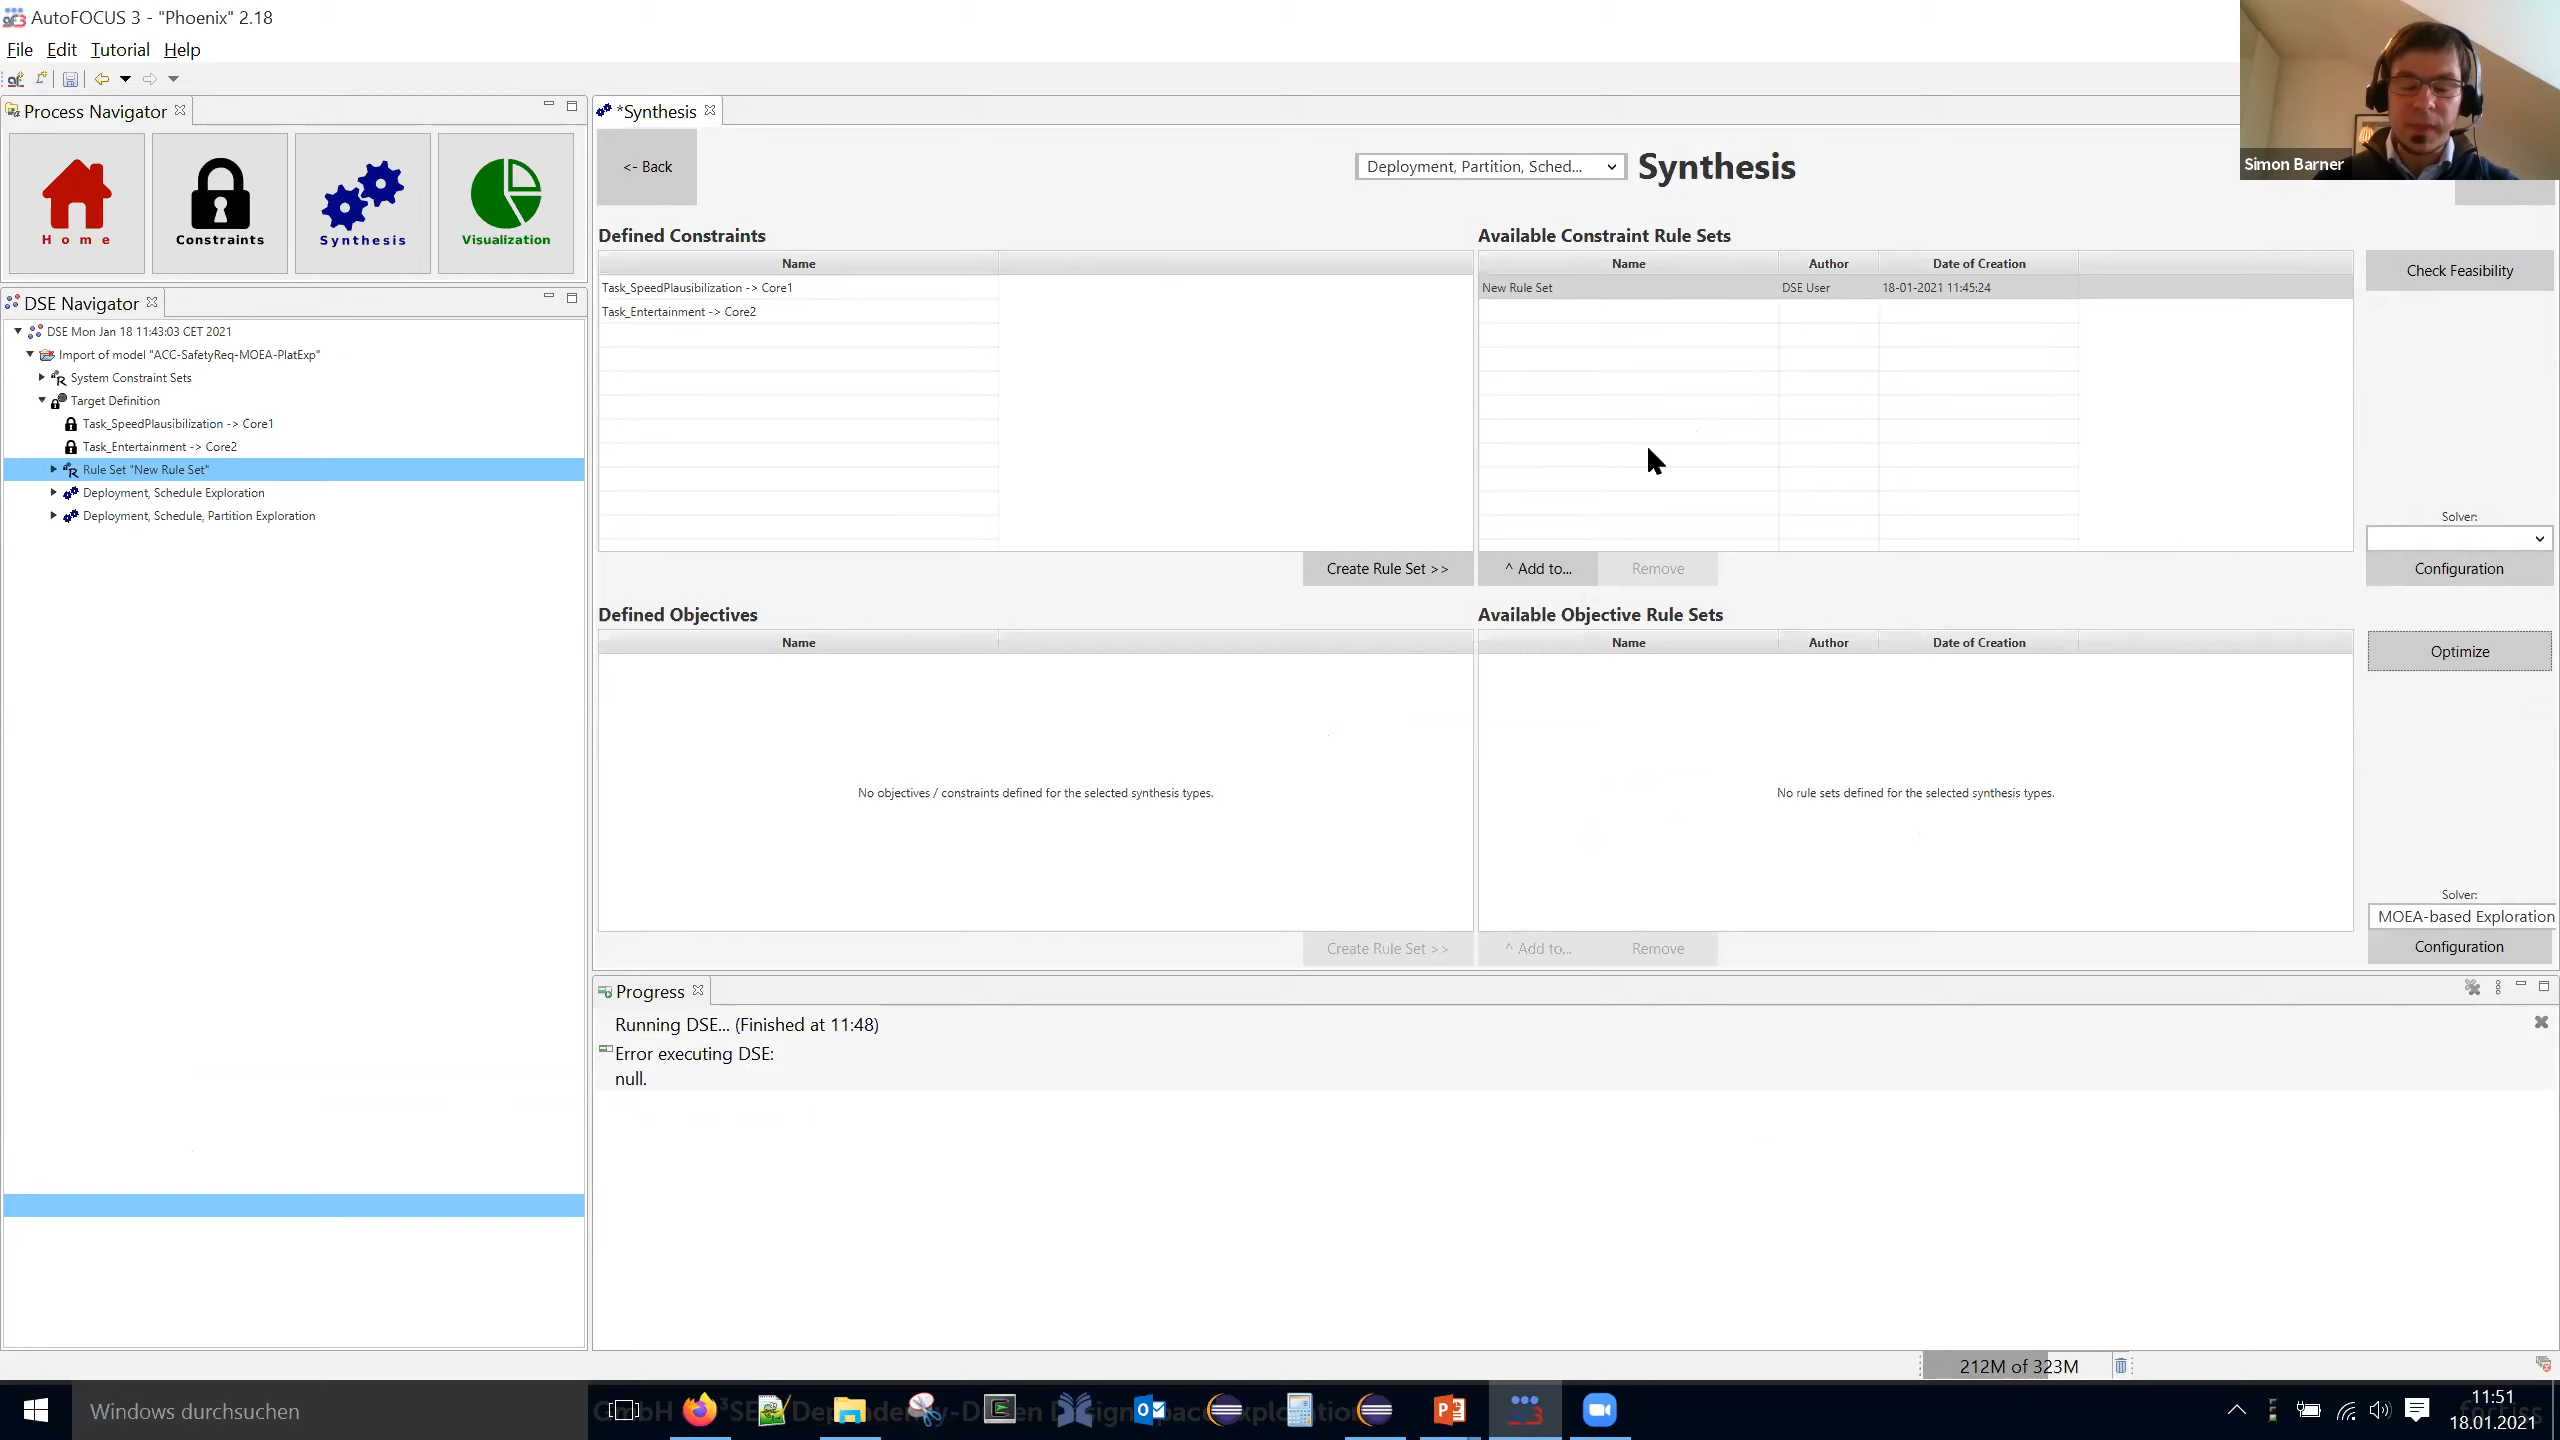 AutoFOCUS 3 - "Phoenix" 2.18
File Edit Tutorial Help
Process Navigator
Home
Constraints
Synthesis
Visualization
DSE Navigator
DSE Mon Jan 18 11:43:03 CET 2021
Import of model "ACC-SafetyReq-MOEA-PlatExp"
System Constraint Sets
Target Definition
Task_SpeedPlausibilization -> Core1
Task_Entertainment -> Core2
Rule Set "New Rule Set"
Deployment, Schedule Exploration
Deployment, Schedule, Partition Exploration
*Synthesis
<- Back
Deployment, Partition, Sched...
Synthesis
Simon Barner
Defined Constraints
Name
Task_SpeedPlausibilization -> Core1
Task_Entertainment -> Core2
Create Rule Set >>
Available Constraint Rule Sets
Name Author Date of Creation
New Rule Set DSE User 18-01-2021 11:45:24
^ Add to... Remove
Check Feasibility
Solver:
Configuration
Defined Objectives
Name
No objectives / constraints defined for the selected synthesis types.
Create Rule Set >>
Available Objective Rule Sets
Name Author Date of Creation
No rule sets defined for the selected synthesis types.
^ Add to... Remove
Optimize
Solver:
MOEA-based Exploration
Configuration
Progress
Running DSE... (Finished at 11:48)
Error executing DSE:
null.
212M of 323M
Windows durchsuchen
11:51
18.01.2021